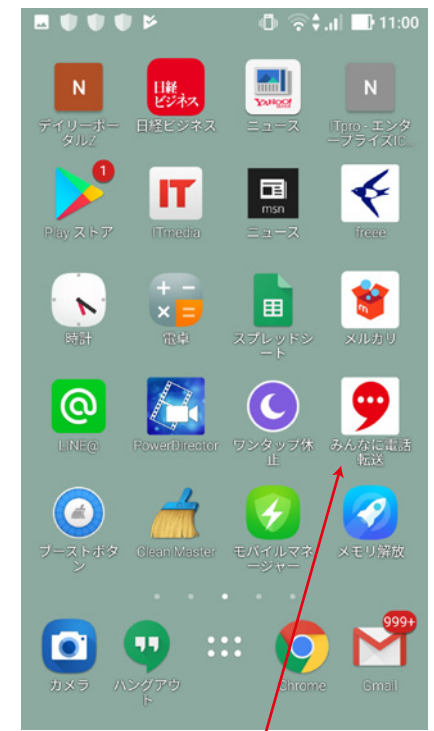 11:00
N
日経
ビジネス
YAHOO!
N
デイリーポー
タルZ
日経ビジネス
ニュース
ITpro - エンタ
ープライズIC...
1
IT
msn
Play ストア
ITmedia
ニュース
freee
m
時計
電卓
スプレッドシ
ート
メルカリ
@
LINE@
PowerDirector
ワンタップ休
止
みんなに電話
転送
ブーストボタ
ン
Clean Master
モバイルマネ
ージャー
メモリ解放
999+
カメラ
ハングアウ
ト
Chrome
Gmail